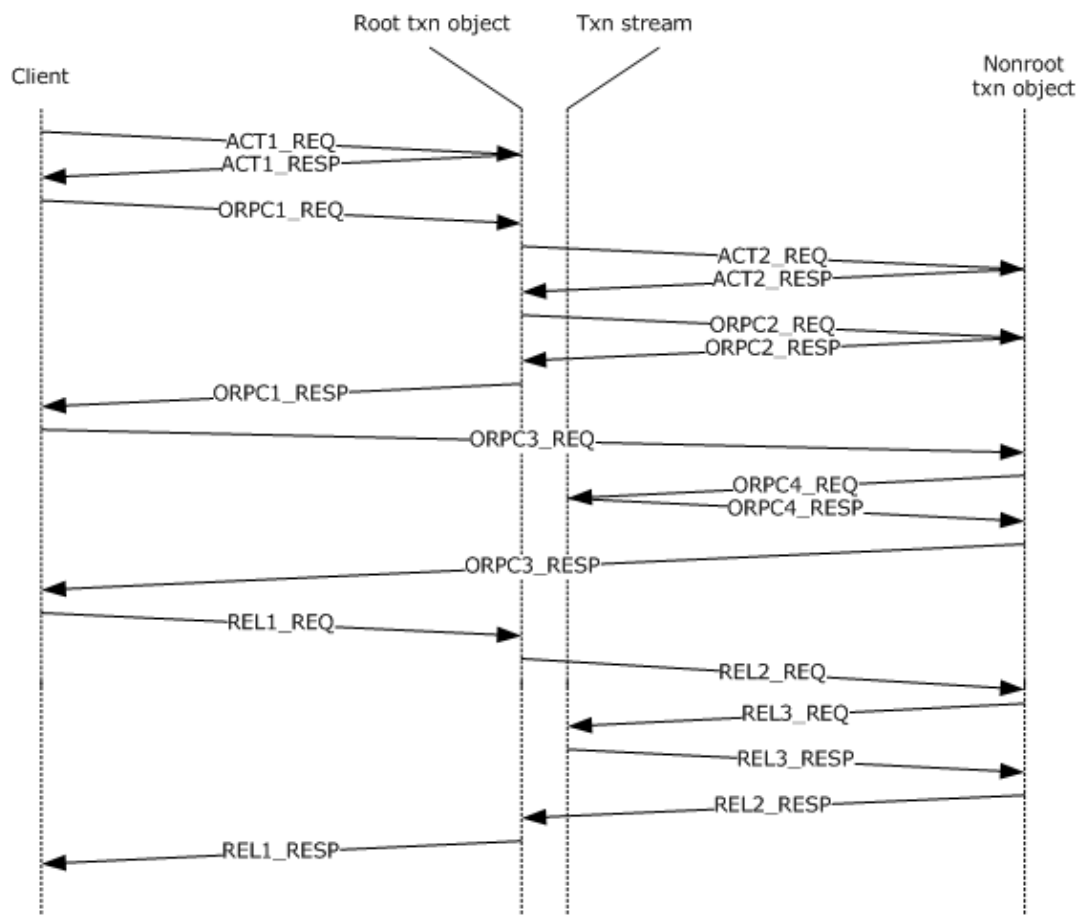 Root txn object
Txn stream
Client
Nonroot
txn object
ACT1_REQ
ACT1_RESP
ORPC1_REQ
ACT2_REQ
ACT2_RESP
ORPC2_REQ
ORPC2_RESP
ORPC1_RESP
ORPC3_REQ
ORPC4_REQ
ORPC4_RESP
ORPC3_RESP
REL1_REQ
REL2_REQ
REL3_REQ
REL3_RESP
REL2_RESP
REL1_RESP